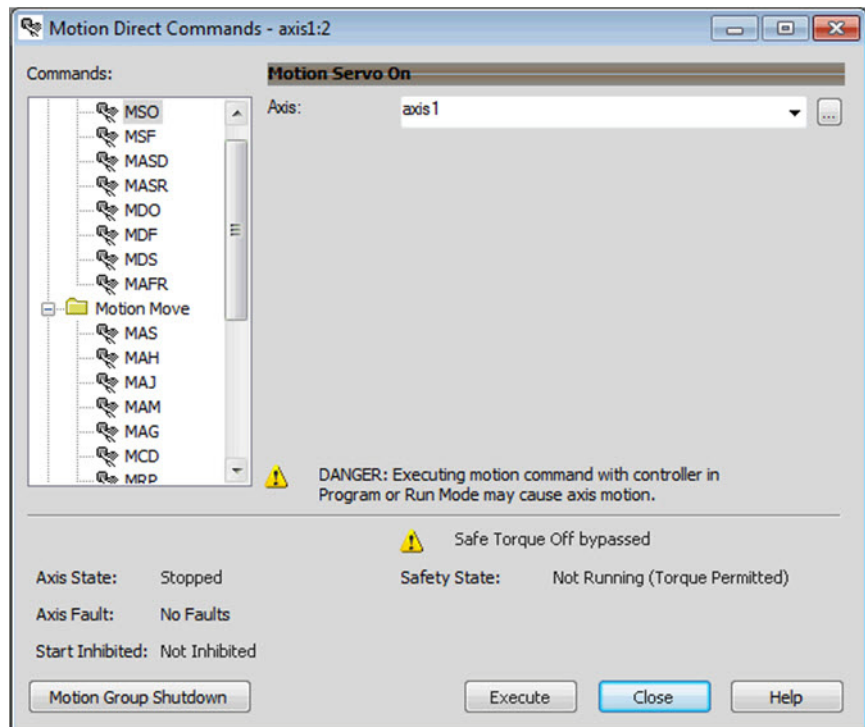 Motion Direct Commands - axis1:2
Commands:
MSO
MSF
MASD
MASR
MDO
MDF
MDS
MAFR
Motion Move
MAS
MAH
MAJ
MAM
MAG
MCD
MRP
Motion Servo On
Axis: axis1 ...
DANGER: Executing motion command with controller in
Program or Run Mode may cause axis motion.
Safe Torque Off bypassed
Axis State: Stopped
Safety State: Not Running (Torque Permitted)
Axis Fault: No Faults
Start Inhibited: Not Inhibited
Motion Group Shutdown
Execute
Close
Help